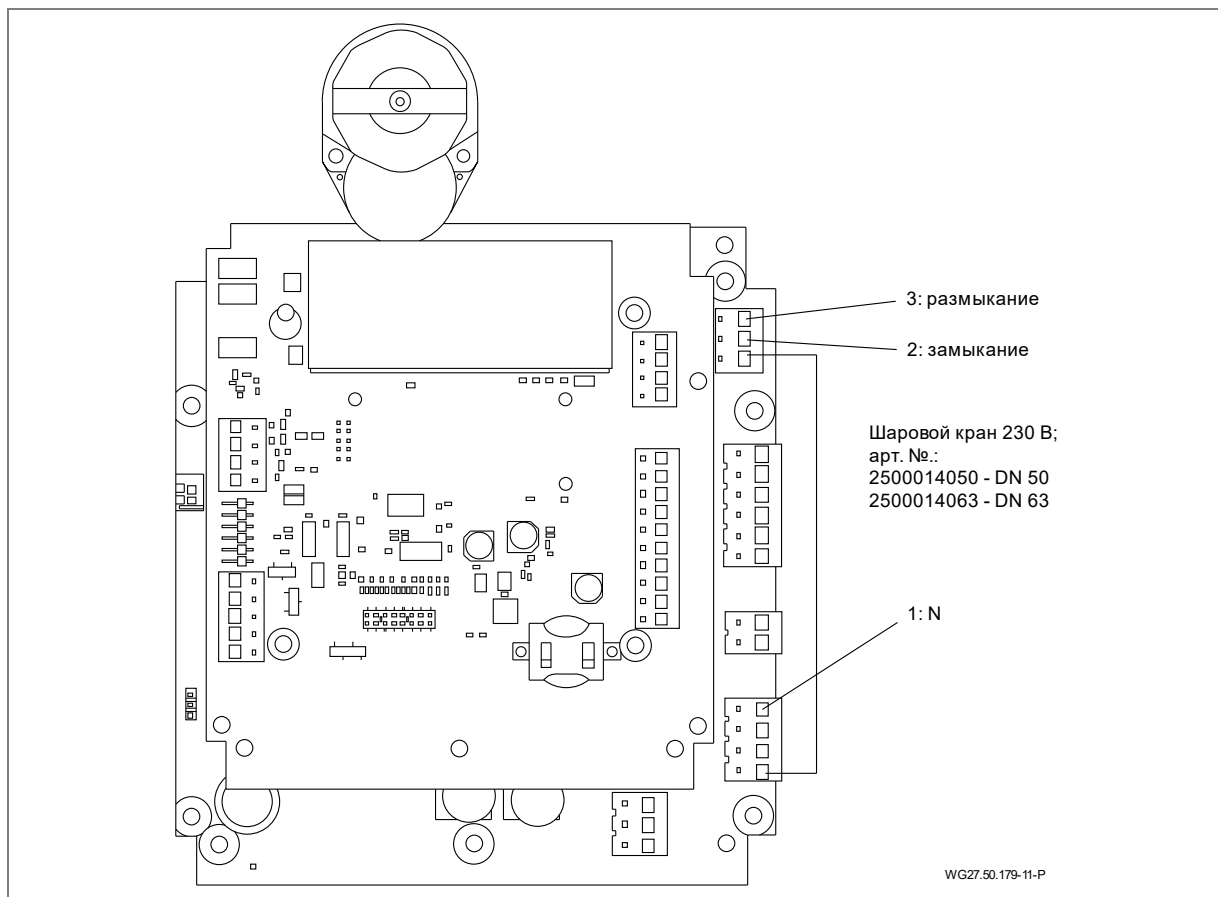 3: размыкание
2: замыкание
Шаровой кран 230 В;
арт. №.:
2500014050 - DN 50
2500014063 - DN 63
1: N
WG27.50.179-11-P